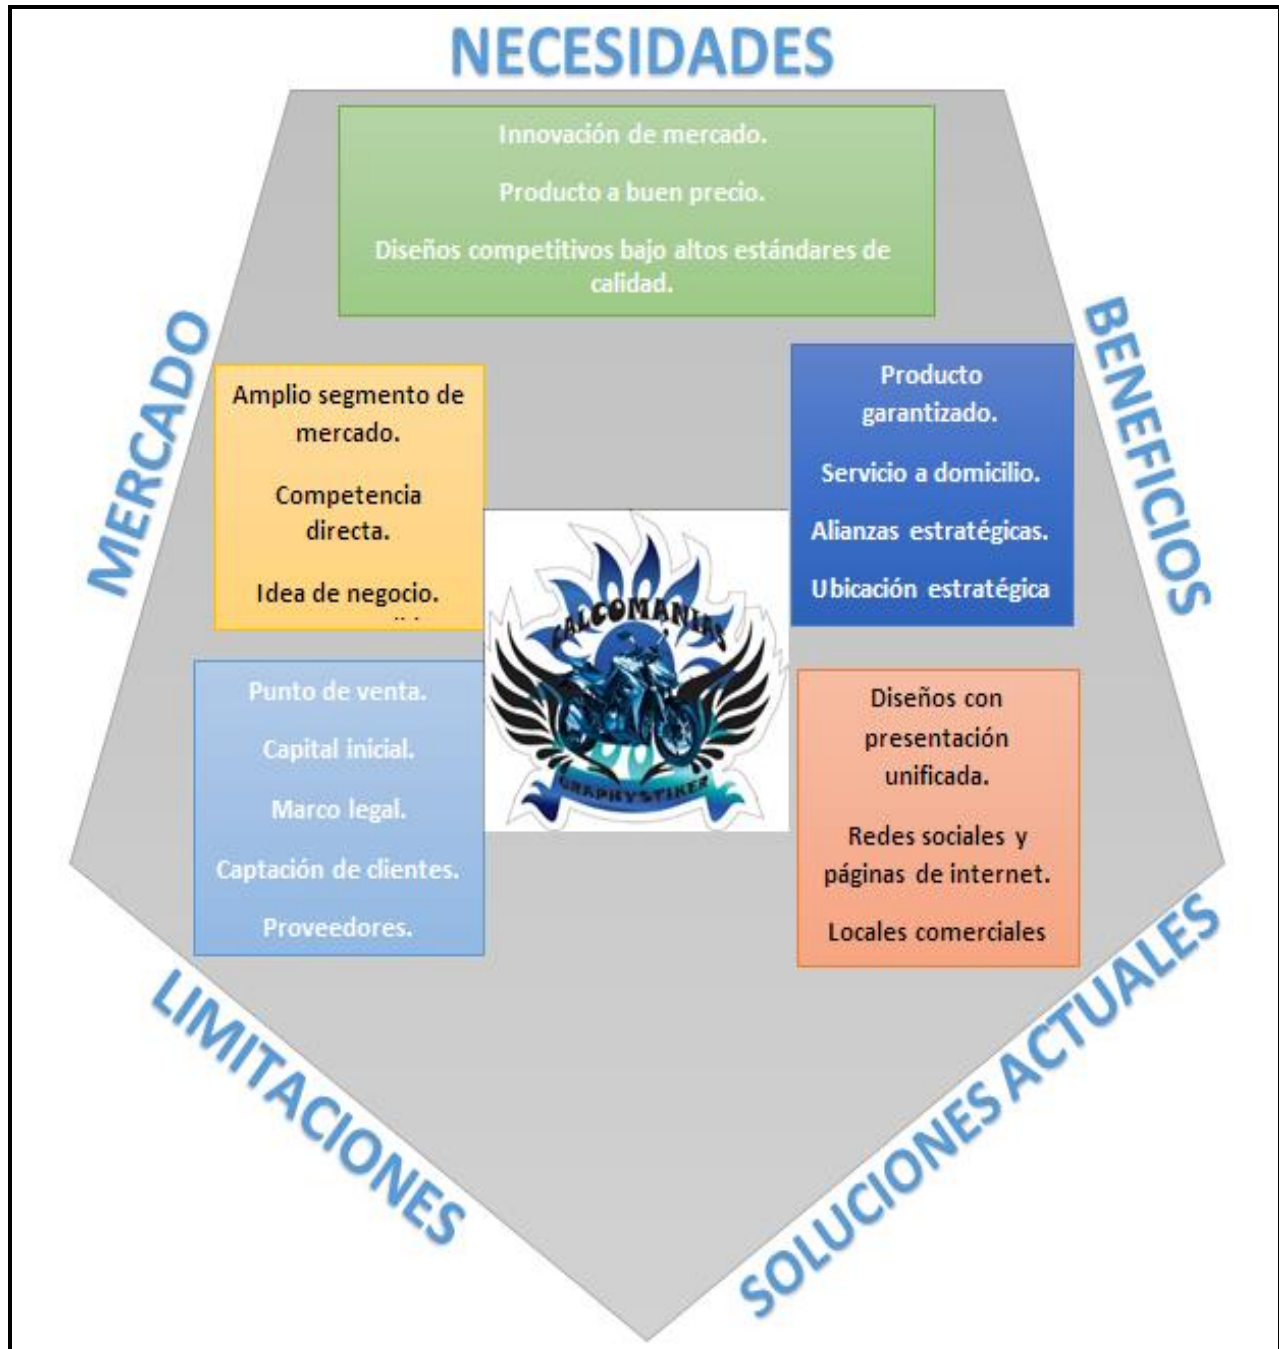 NECESIDADES
Innovación de mercado.
Producto a buen precio.
Diseños competitivos bajo altos estándares de
calidad.
MERCADO
Amplio segmento de
mercado.
Competencia
directa.
Idea de negocio.
BENEFICIOS
Producto
garantizado.
Servicio a domicilio.
Alianzas estratégicas.
Ubicación estratégica
CALCOMANIAS
GRAPHYSTIKER
LIMITACIONES
Punto de venta.
Capital inicial.
Marco legal.
Captación de clientes.
Proveedores.
SOLUCIONES ACTUALES
Diseños con
presentación
unificada.
Redes sociales y
páginas de internet.
Locales comerciales